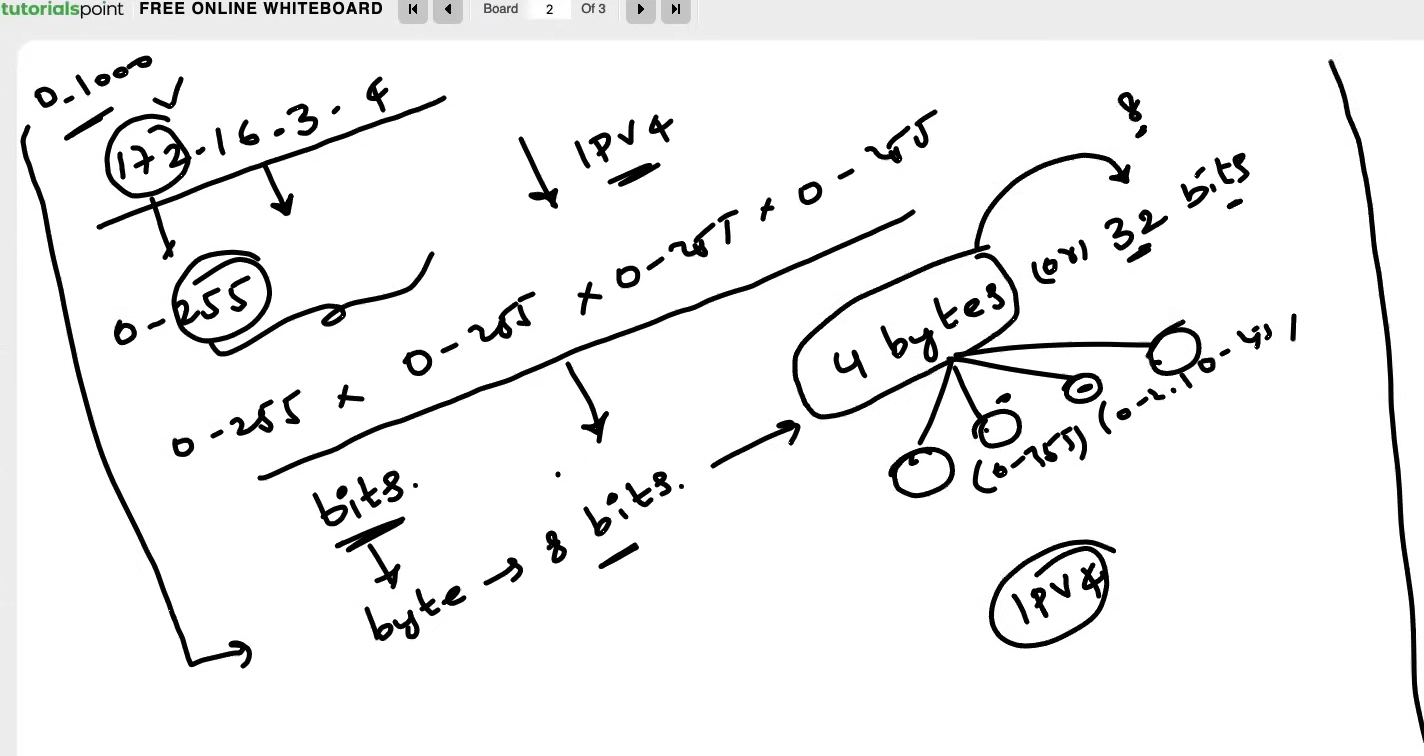 tutorialspoint FREE ONLINE WHITEBOARD Board 2 Of 3
0-1000
172.16.3.4
IPV4
0-255
0-255 x 0-255 x 0-255 x 0-255
bits.
byte → 8 bits.
4 bytes (or) 32 bits
8
(0-255)
IPV4